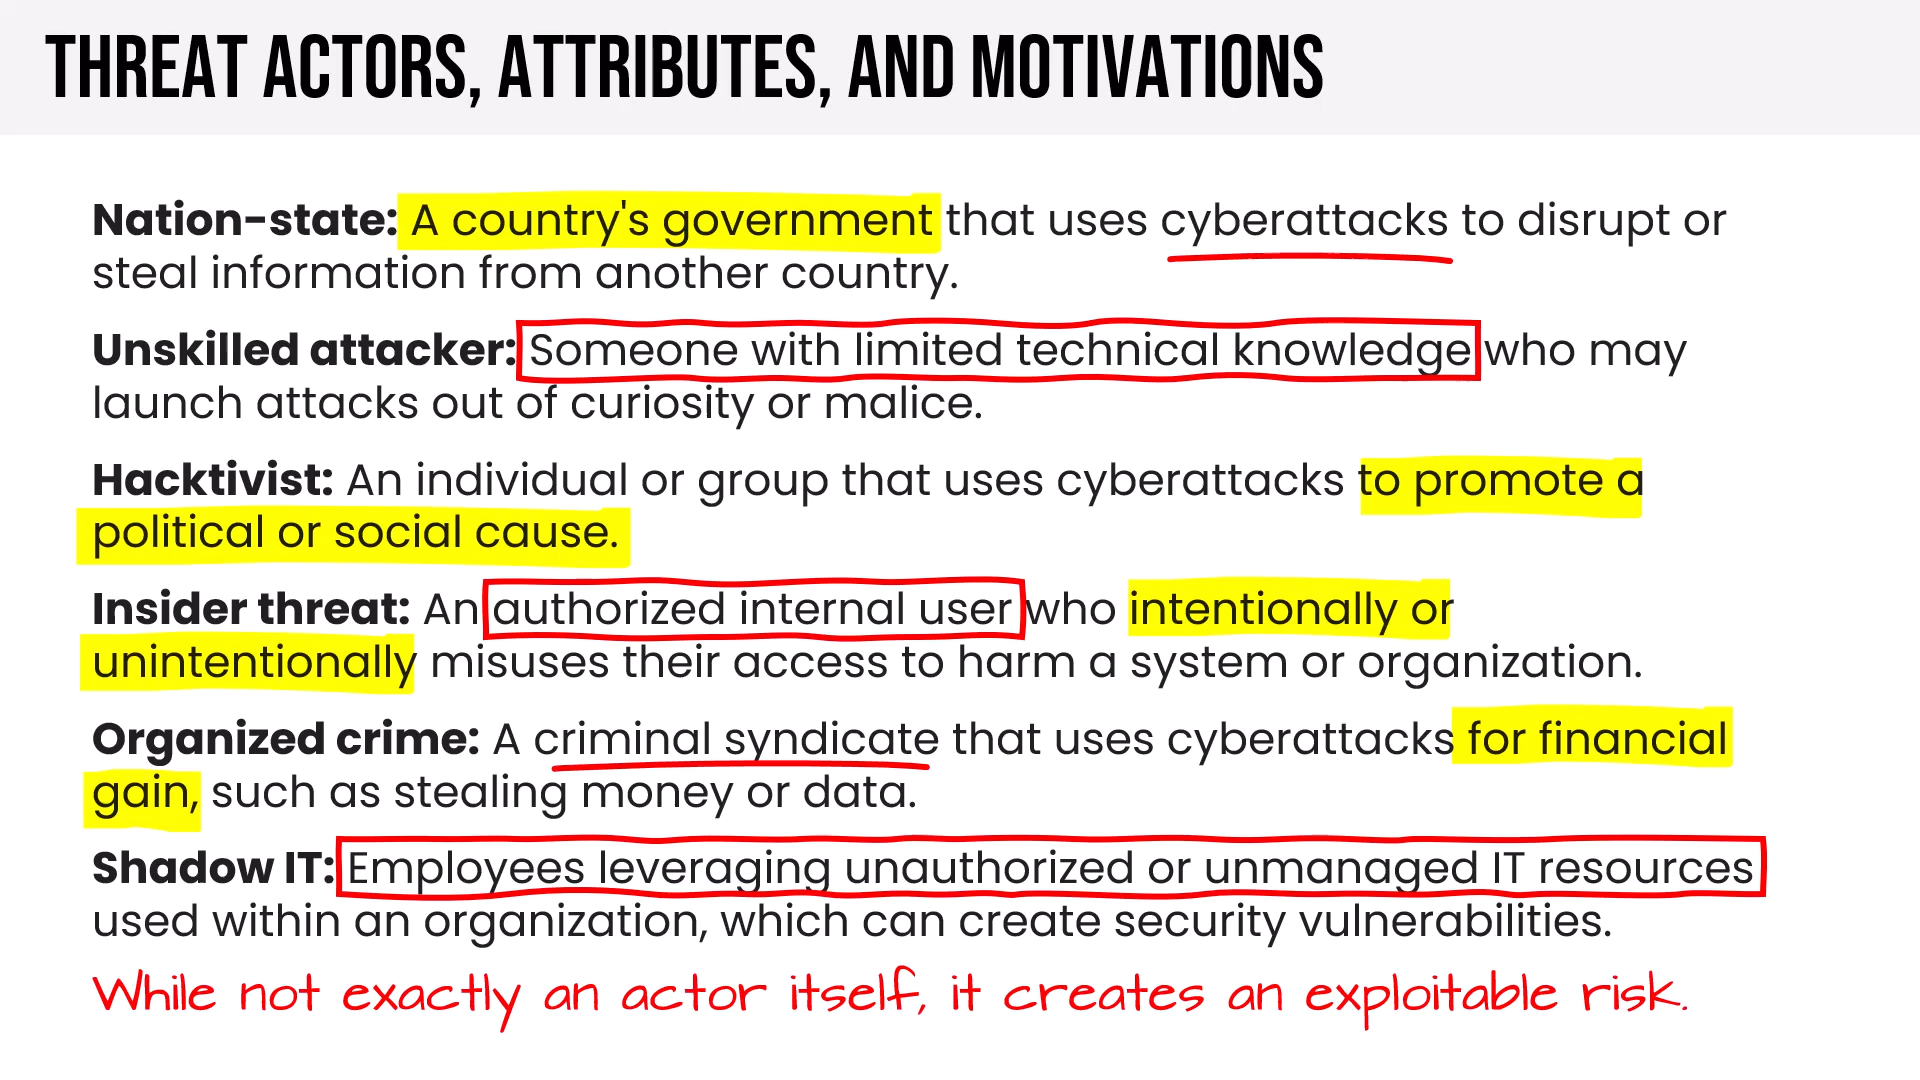 THREAT ACTORS, ATTRIBUTES, AND MOTIVATIONS
Nation-state: A country's government that uses cyberattacks to disrupt or
steal information from another country.
Unskilled attacker: Someone with limited technical knowledge who may
launch attacks out of curiosity or malice.
Hacktivist: An individual or group that uses cyberattacks to promote a
political or social cause.
Insider threat: An authorized internal user who intentionally or
unintentionally misuses their access to harm a system or organization.
Organized crime: A criminal syndicate that uses cyberattacks for financial
gain, such as stealing money or data.
Shadow IT: Employees leveraging unauthorized or unmanaged IT resources
used within an organization, which can create security vulnerabilities.
While not exactly an actor itself, it creates an exploitable risk.